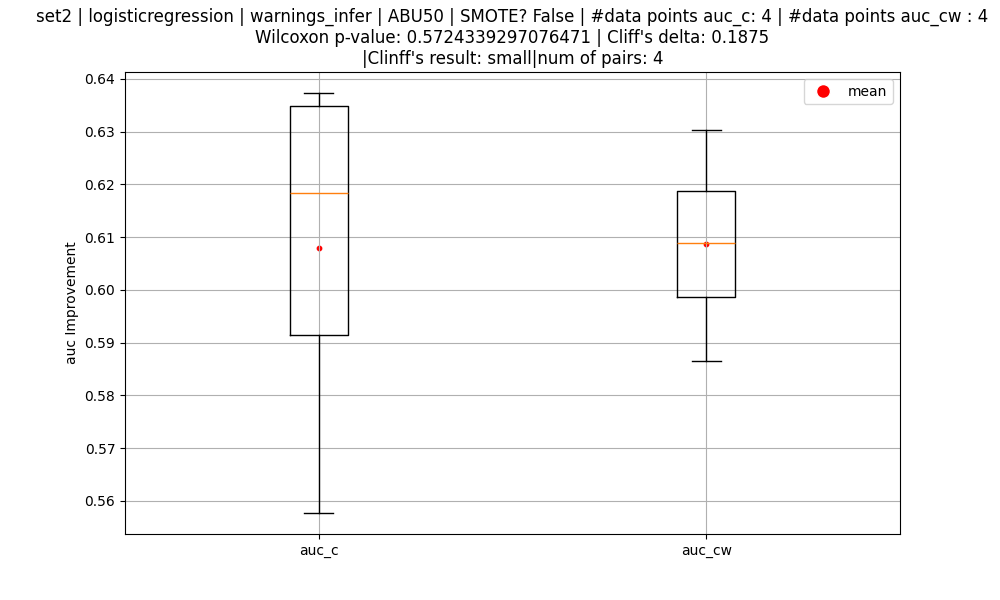 set2 | logisticregression | warnings_infer | ABU50 | SMOTE? False | #data points auc_c: 4 | #data points auc_cw : 4
Wilcoxon p-value: 0.5724339297076471 | Cliff's delta: 0.1875
|Clinff's result: small|num of pairs: 4
mean
0.64
0.63
0.62
0.61
0.60
0.59
0.58
0.57
0.56
auc Improvement
auc_c
auc_cw